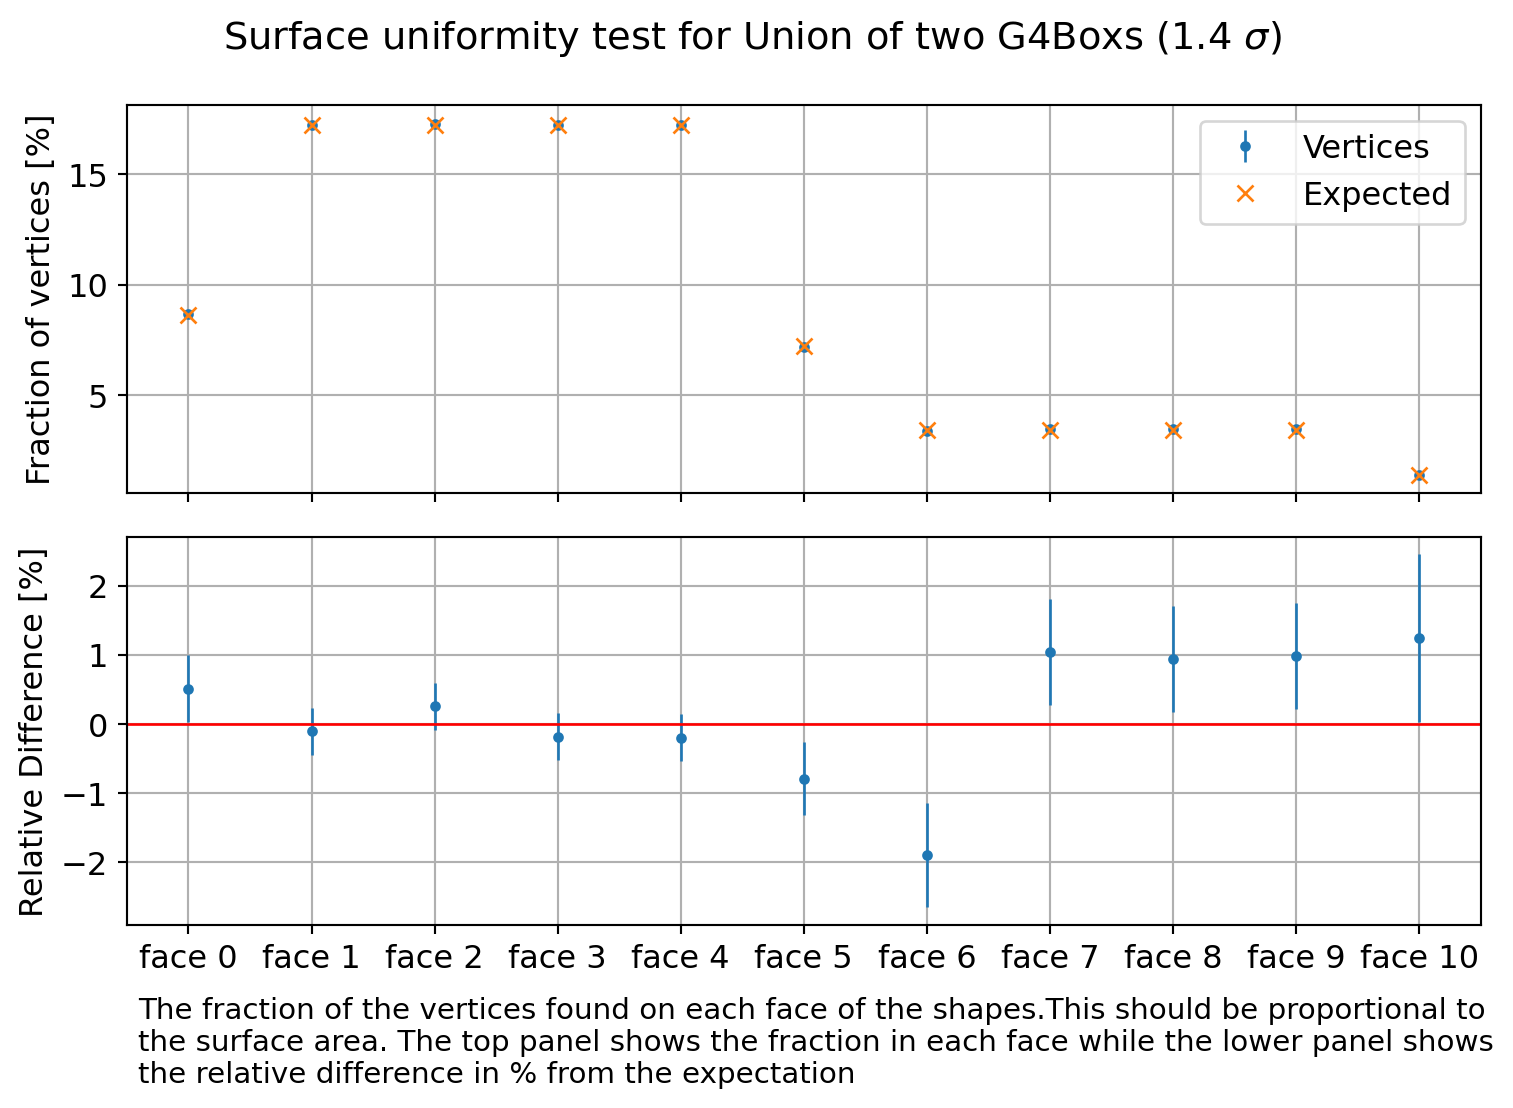 Surface uniformity test for Union of two G4Boxs (1.4 σ)
Fraction of vertices [%]
15
10
5
Vertices
Expected
Relative Difference [%]
2
1
0
−1
−2
face 0 face 1 face 2 face 3 face 4 face 5 face 6 face 7 face 8 face 9 face 10
The fraction of the vertices found on each face of the shapes.This should be proportional to
the surface area. The top panel shows the fraction in each face while the lower panel shows
the relative difference in % from the expectation